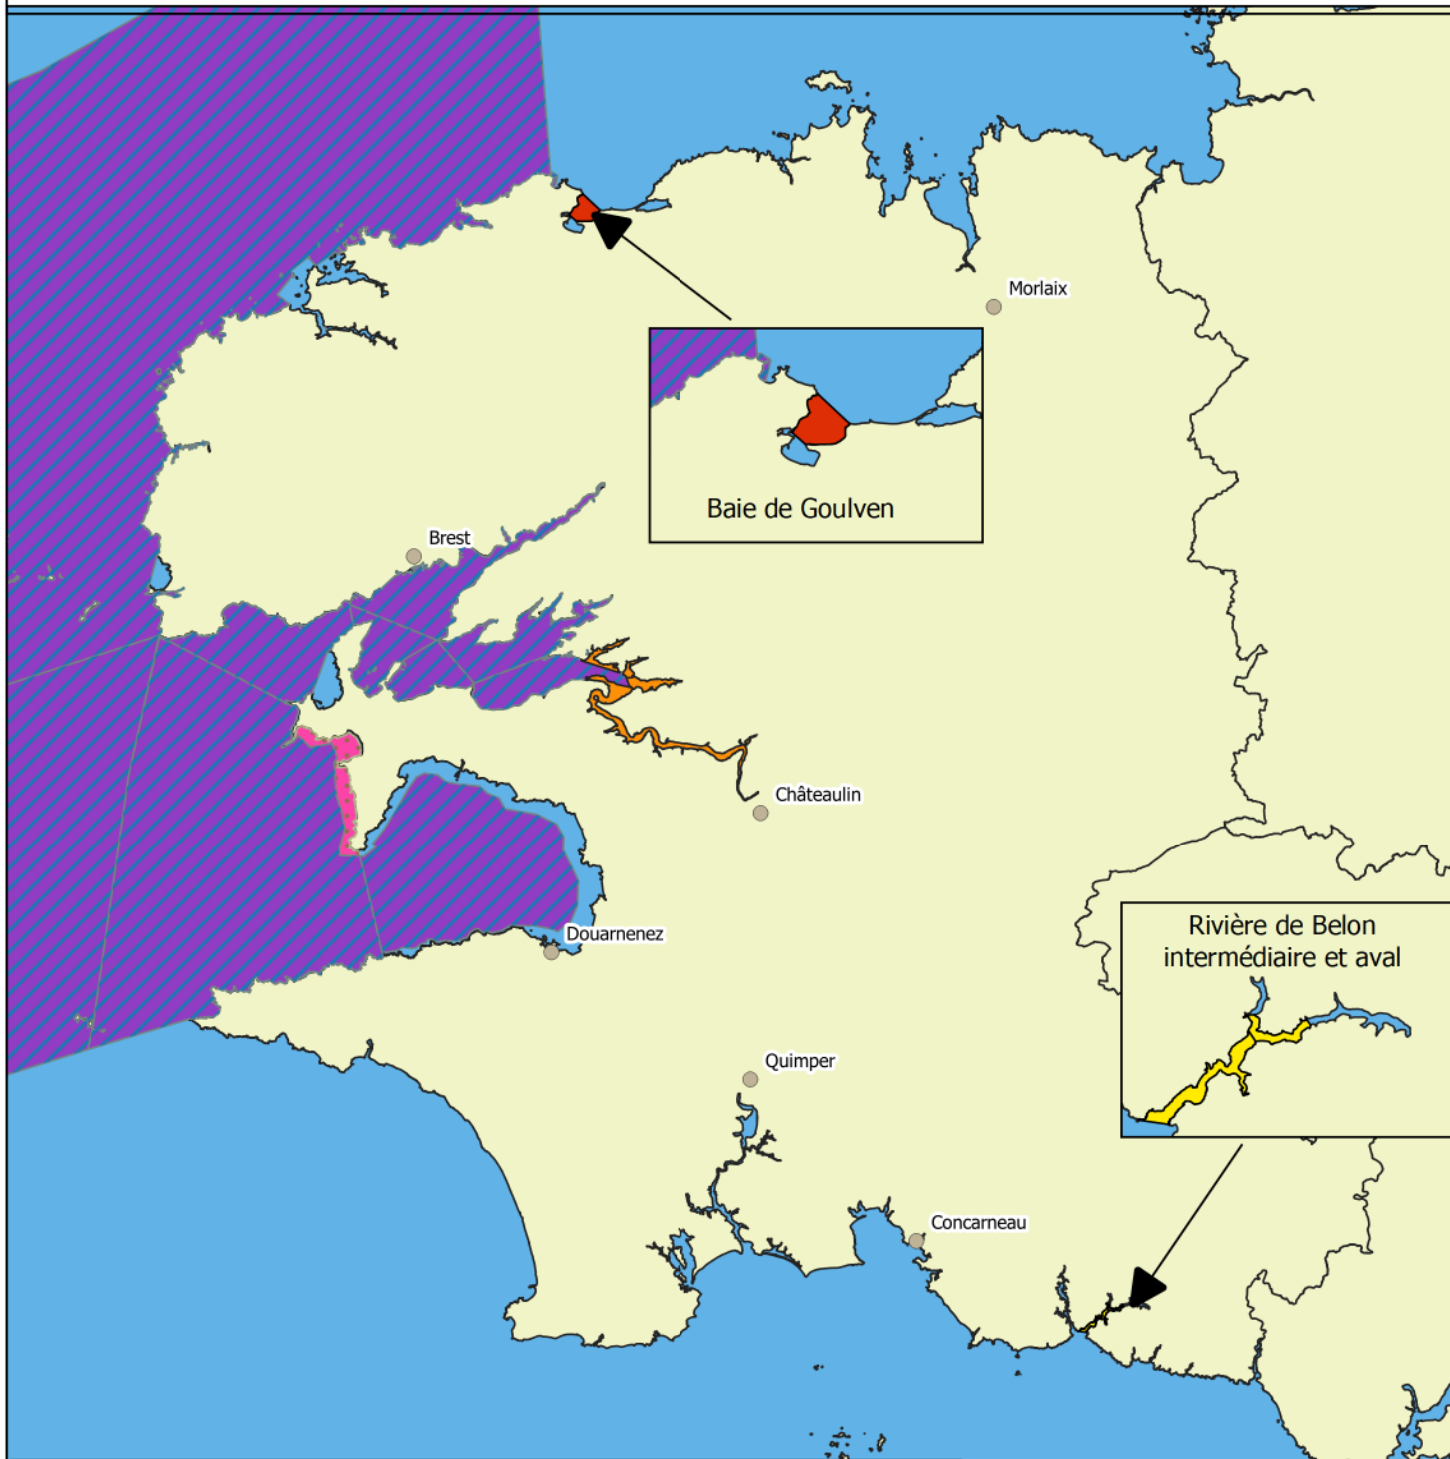 Morlaix
Baie de Goulven
Brest
Châteaulin
Rivière de Belon
intermédiaire et aval
Douarnenez
Quimper
Concarneau